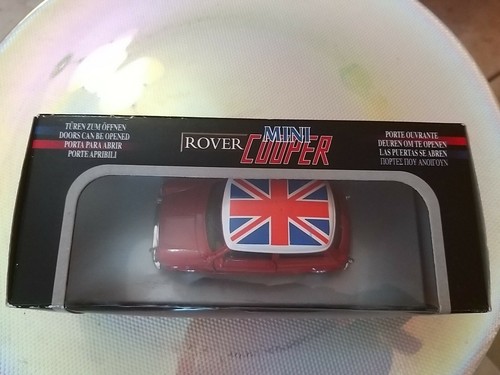 TÜREN ZUM ÖFFNEN
DOORS CAN BE OPENED
PORTA PARA ABRIR
PORTE APRIBILI
ROVER MINI COOPER
PORTE OUVRANTE
DEUREN OM TE OPENEN
LAS PUERTAS SE ABREN
ΠΟΡΤΕΣ ΠΟΥ ΑΝΟΙΓΟΥΝ